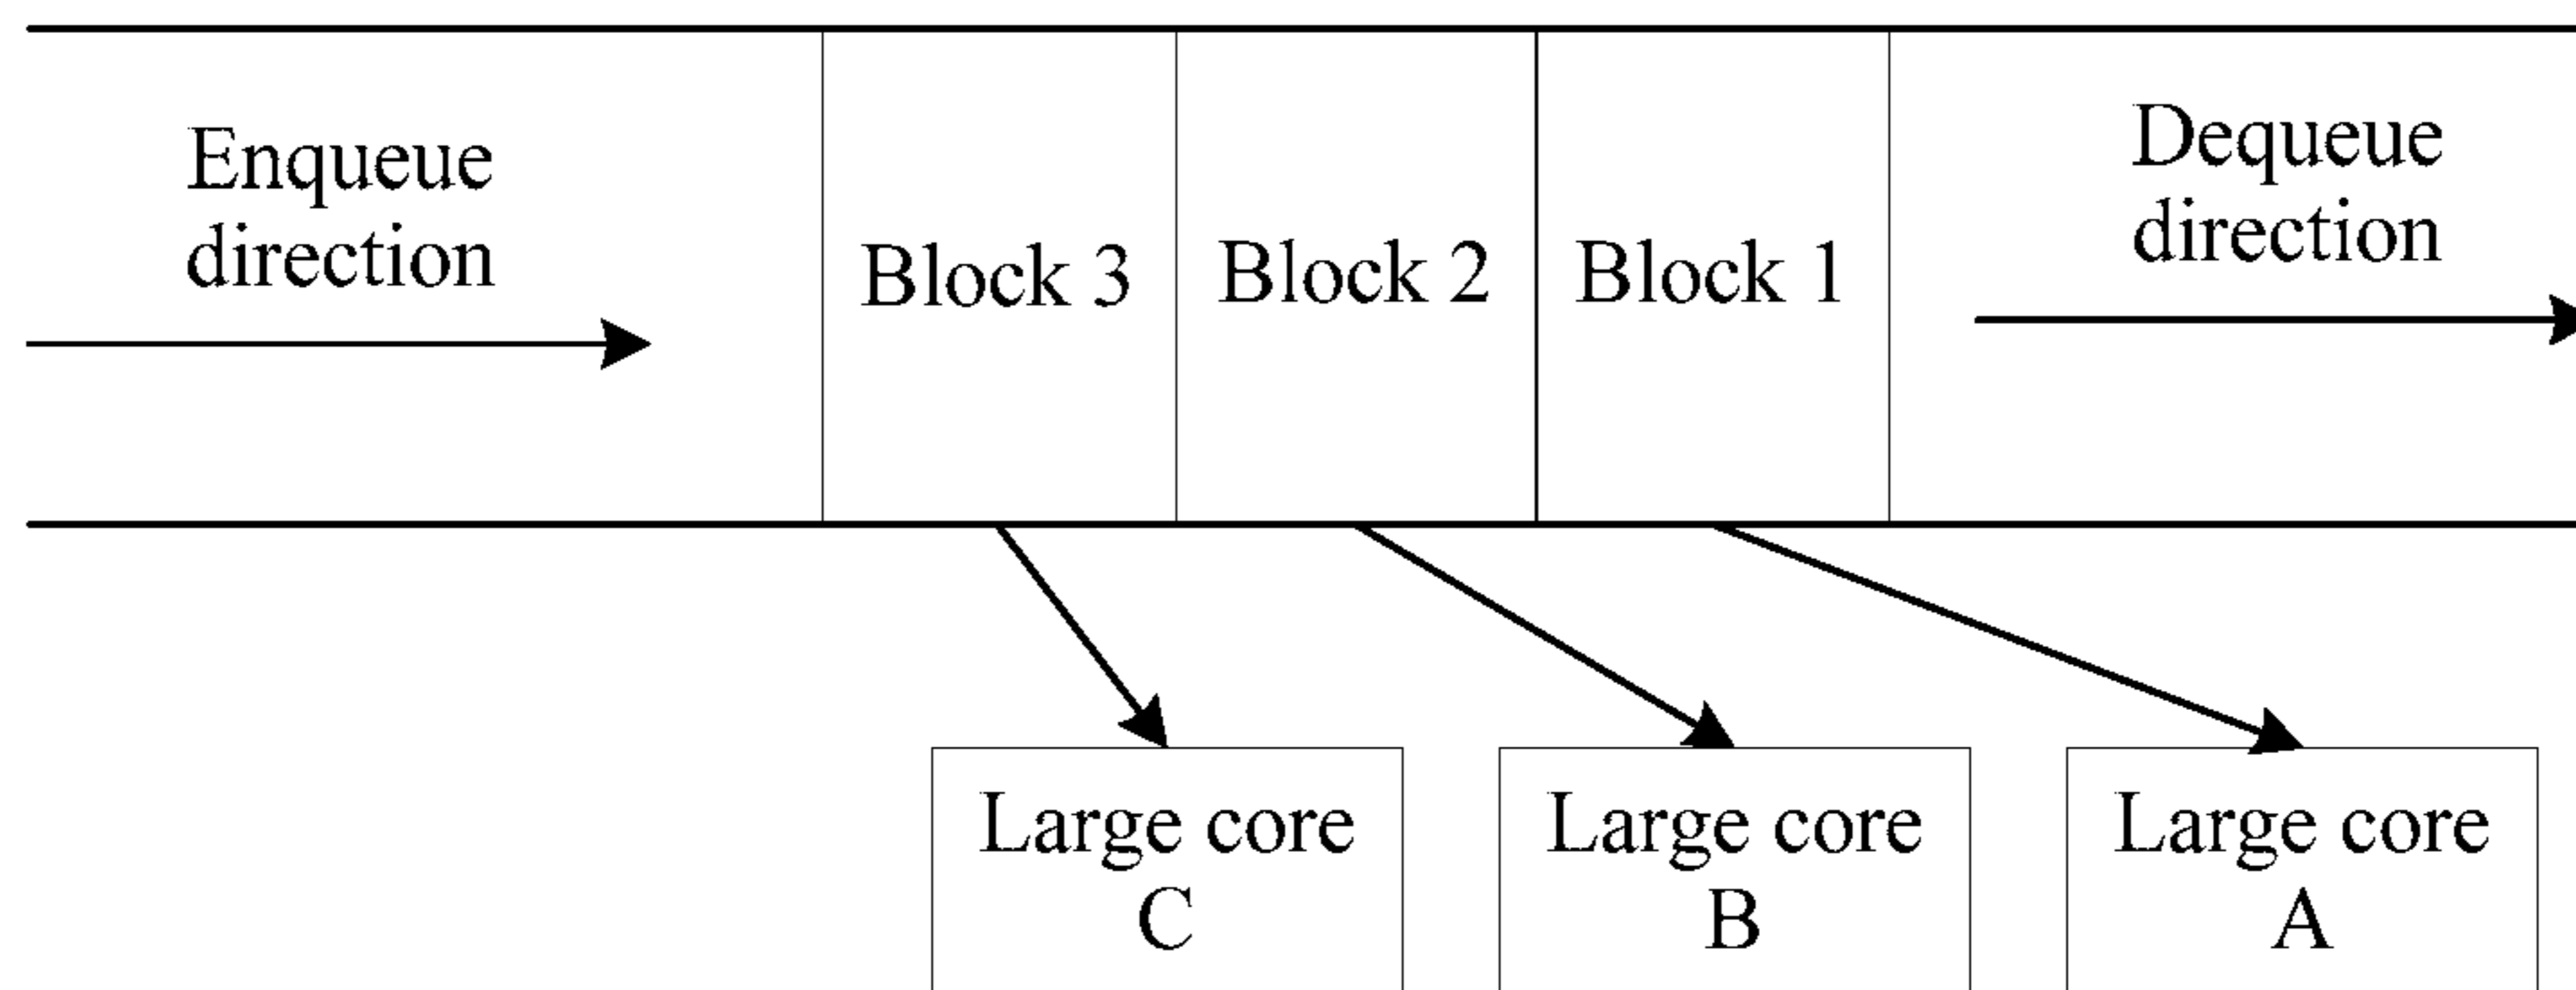 Enqueue
direction
Block 3
Block 2
Block 1
Dequeue
direction
Large core
C
Large core
B
Large core
A